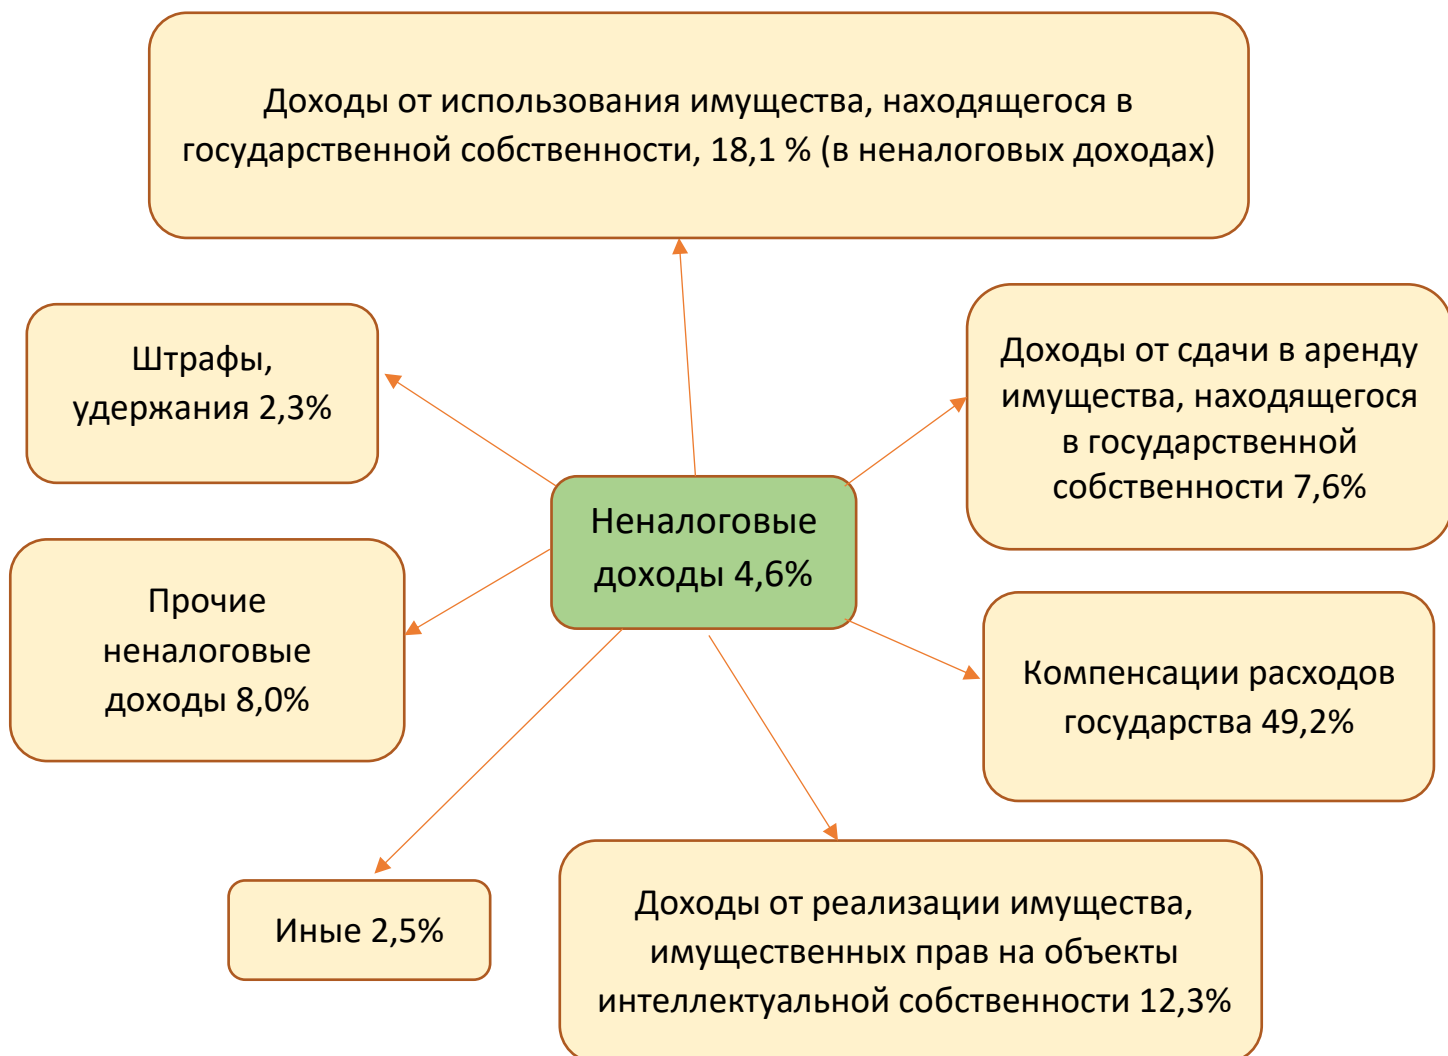 Доходы от использования имущества, находящегося в
государственной собственности, 18,1 % (в неналоговых доходах)
Штрафы,
удержания 2,3%
Доходы от сдачи в аренду
имущества, находящегося
в государственной
собственности 7,6%
Неналоговые
доходы 4,6%
Прочие
неналоговые
доходы 8,0%
Компенсации расходов
государства 49,2%
Иные 2,5%
Доходы от реализации имущества,
имущественных прав на объекты
интеллектуальной собственности 12,3%